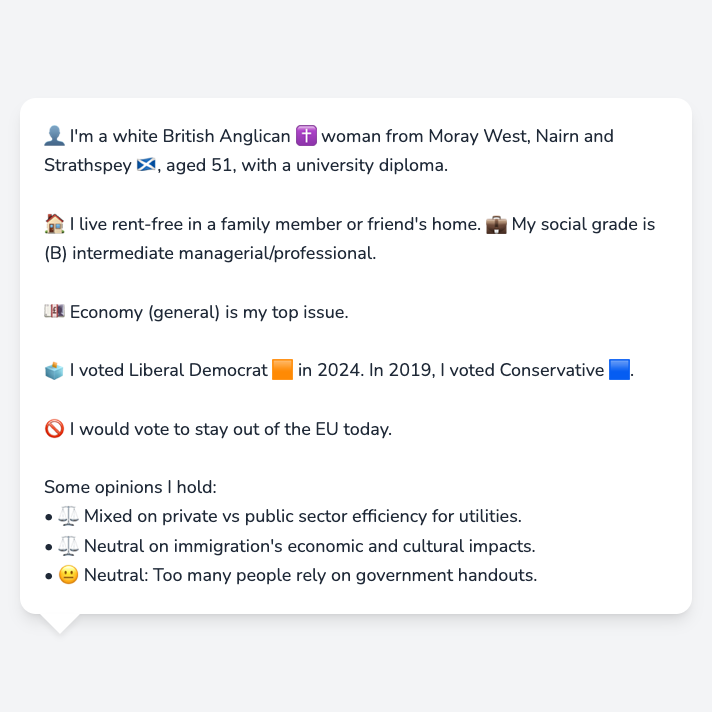 👤 I'm a white British Anglican ✝️ woman from Moray West, Nairn and
Strathspey 🏴󠁧󠁢󠁳󠁣󠁴󠁿, aged 51, with a university diploma.
🏠 I live rent-free in a family member or friend's home. 💼 My social grade is
(B) intermediate managerial/professional.
💷 Economy (general) is my top issue.
🗳️ I voted Liberal Democrat 🟧 in 2024. In 2019, I voted Conservative 🟦.
🚫 I would vote to stay out of the EU today.
Some opinions I hold:
• ⚖️ Mixed on private vs public sector efficiency for utilities.
• ⚖️ Neutral on immigration's economic and cultural impacts.
• 😐 Neutral: Too many people rely on government handouts.